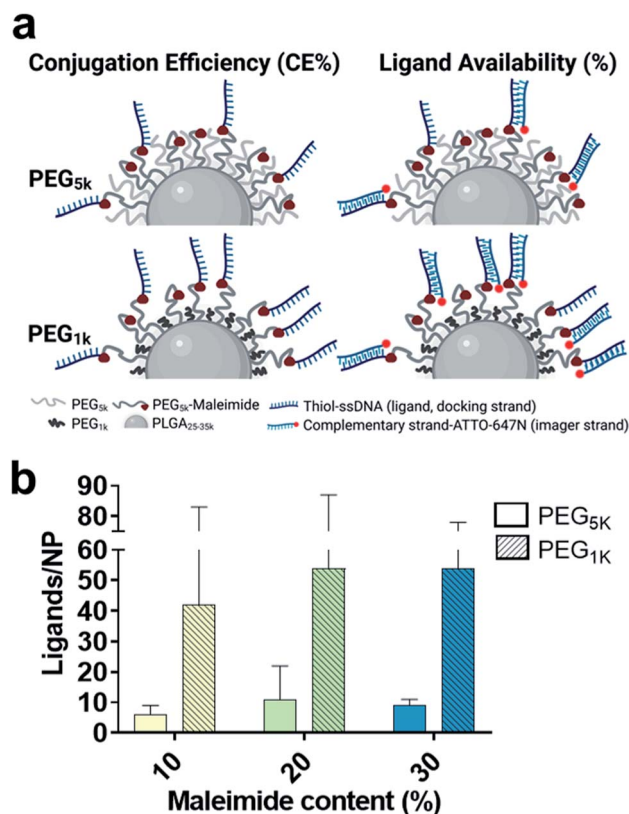 a
Conjugation Efficiency (CE%) Ligand Availability (%)
PEG5k
PEG1k
PEG5k PEG5k-Maleimide Thiol-ssDNA (ligand, docking strand)
PEG1k PLGA25-35k Complementary strand-ATTO-647N (imager strand)
b
Ligands/NP
90
80
60
50
40
30
20
10
0
PEG5K
PEG1K
10 20 30
Maleimide content (%)